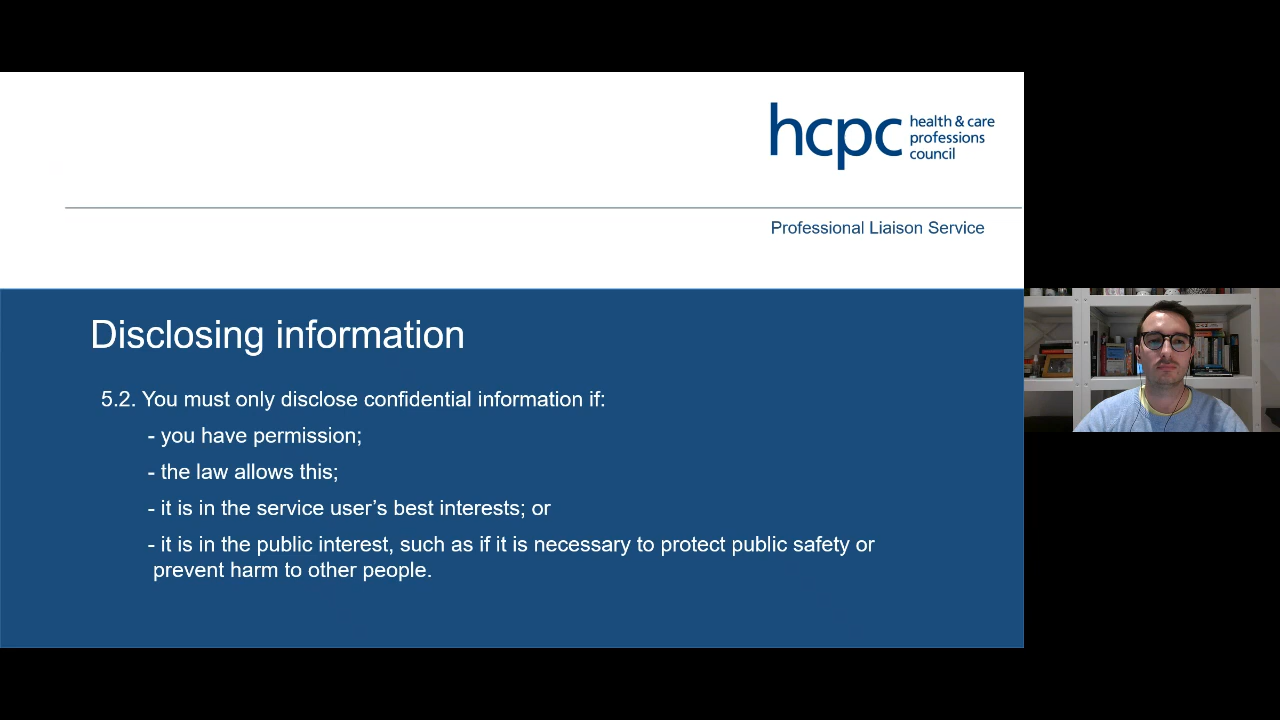 hcpc health & care
professions
council
Professional Liaison Service
Disclosing information
5.2. You must only disclose confidential information if:
- you have permission;
- the law allows this;
- it is in the service user’s best interests; or
- it is in the public interest, such as if it is necessary to protect public safety or
prevent harm to other people.